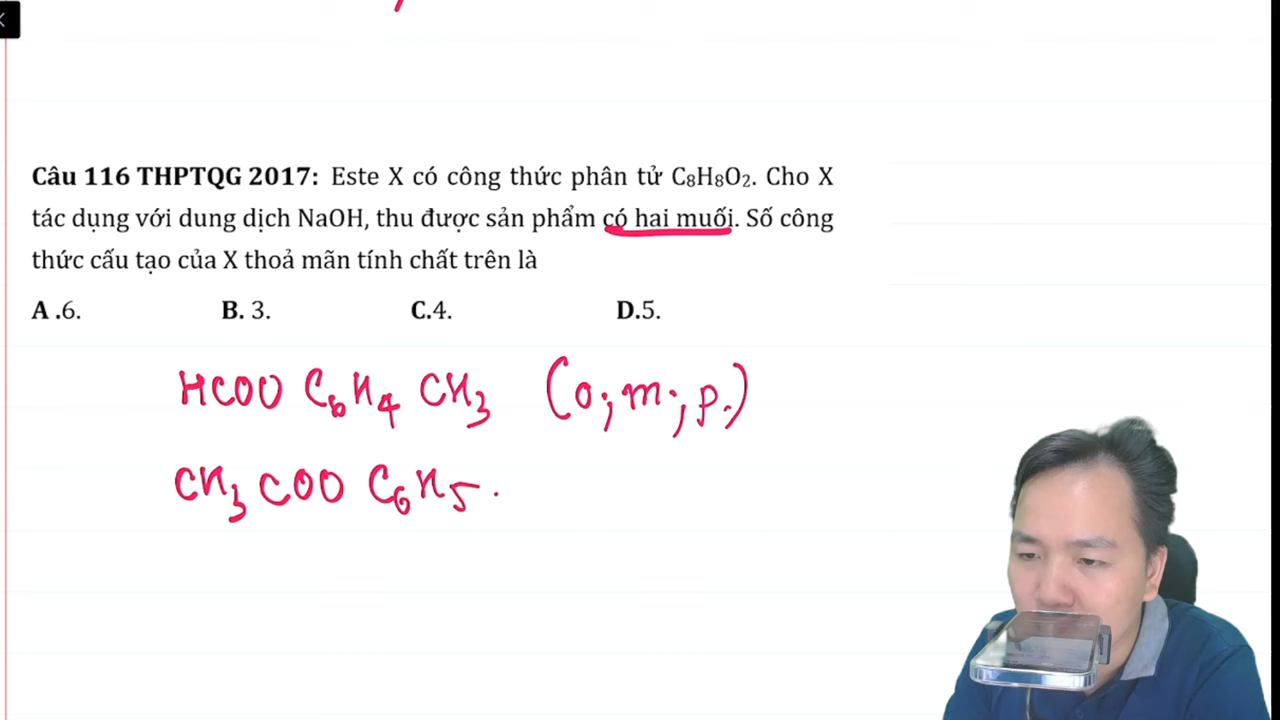 Câu 116 THPTQG 2017: Este X có công thức phân tử C₈H₈O₂. Cho X
tác dụng với dung dịch NaOH, thu được sản phẩm có hai muối. Số công
thức cấu tạo của X thoả mãn tính chất trên là
A .6. B. 3. C.4. D.5.
HCOO C₆H₄ CH₃ (o; m; p.)
CH₃ COO C₆H₅.